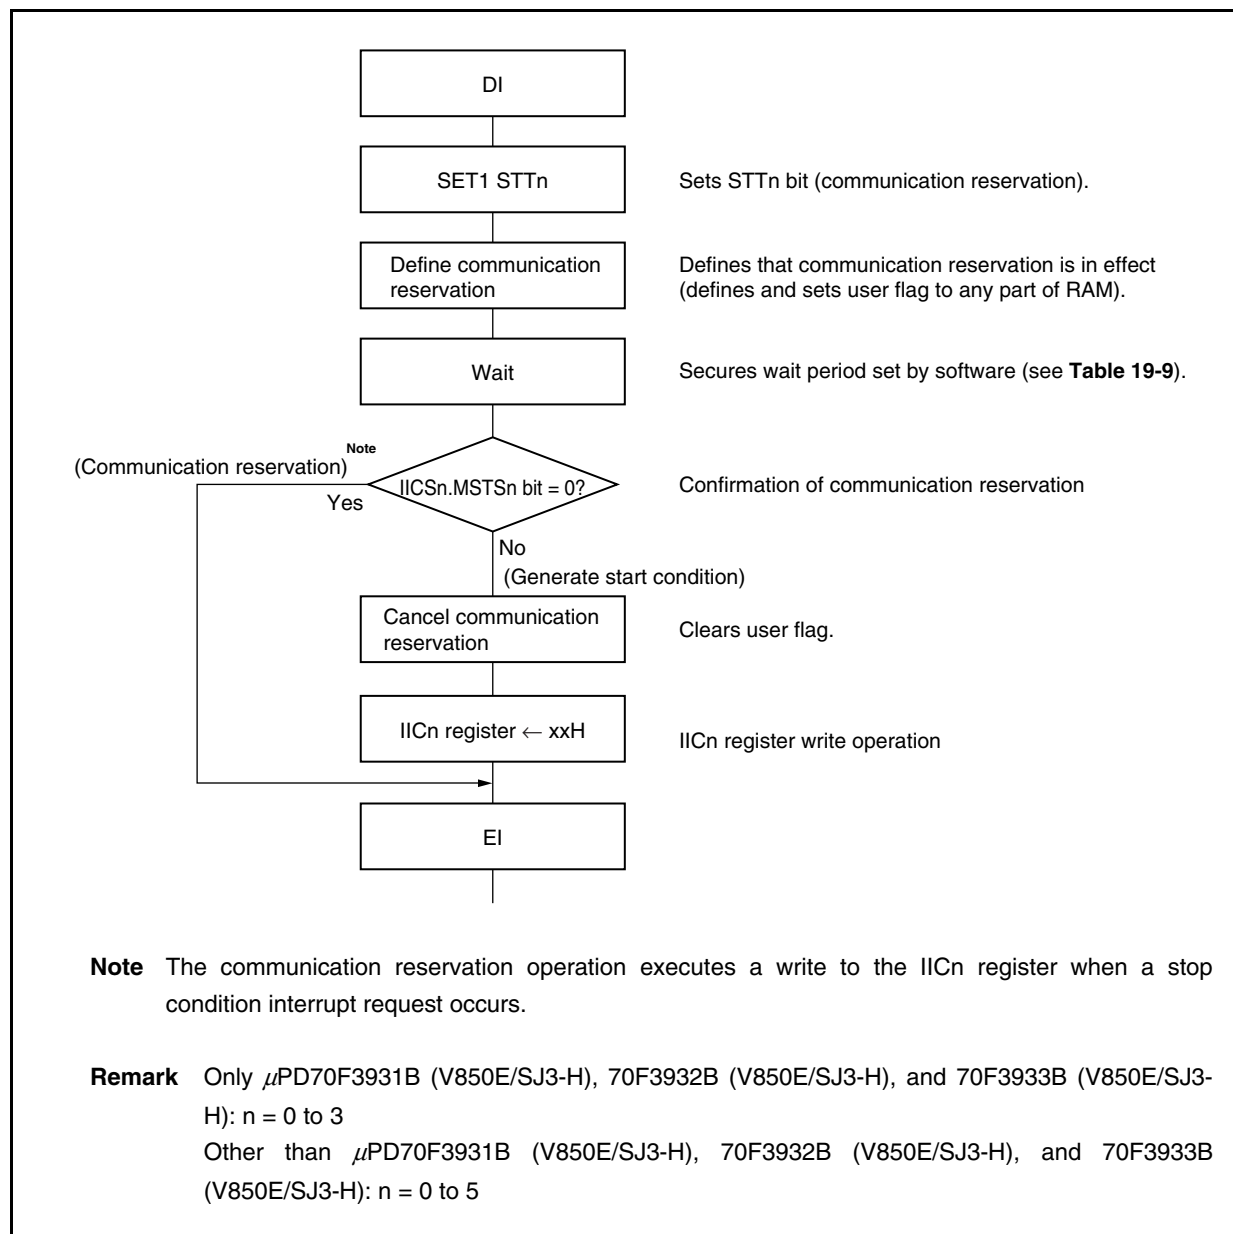 DI
SET1 STTn
Sets STTn bit (communication reservation).
Define communication
reservation
Defines that communication reservation is in effect
(defines and sets user flag to any part of RAM).
Wait
Secures wait period set by software (see Table 19-9).
(Communication reservation)Note
IICSn.MSTSn bit = 0?
Confirmation of communication reservation
Yes
No
(Generate start condition)
Cancel communication
reservation
Clears user flag.
IICn register ← xxH
IICn register write operation
EI
Note The communication reservation operation executes a write to the IICn register when a stop
condition interrupt request occurs.
Remark Only μPD70F3931B (V850E/SJ3-H), 70F3932B (V850E/SJ3-H), and 70F3933B (V850E/SJ3-
H): n = 0 to 3
Other than μPD70F3931B (V850E/SJ3-H), 70F3932B (V850E/SJ3-H), and 70F3933B
(V850E/SJ3-H): n = 0 to 5